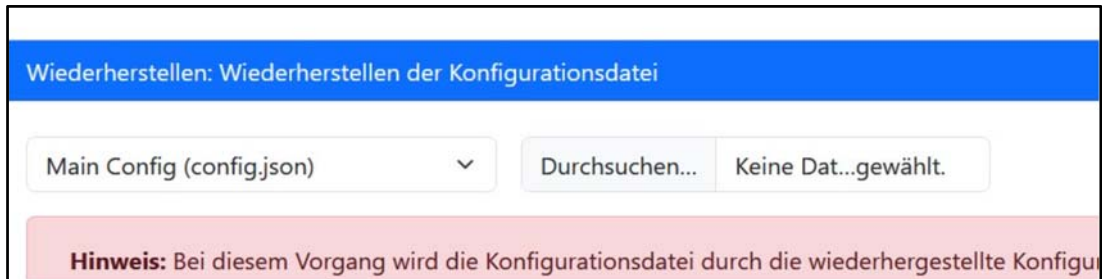 Wiederherstellen: Wiederherstellen der Konfigurationsdatei
Main Config (config.json) Durchsuchen... Keine Dat...gewählt.
Hinweis: Bei diesem Vorgang wird die Konfigurationsdatei durch die wiederhergestellte